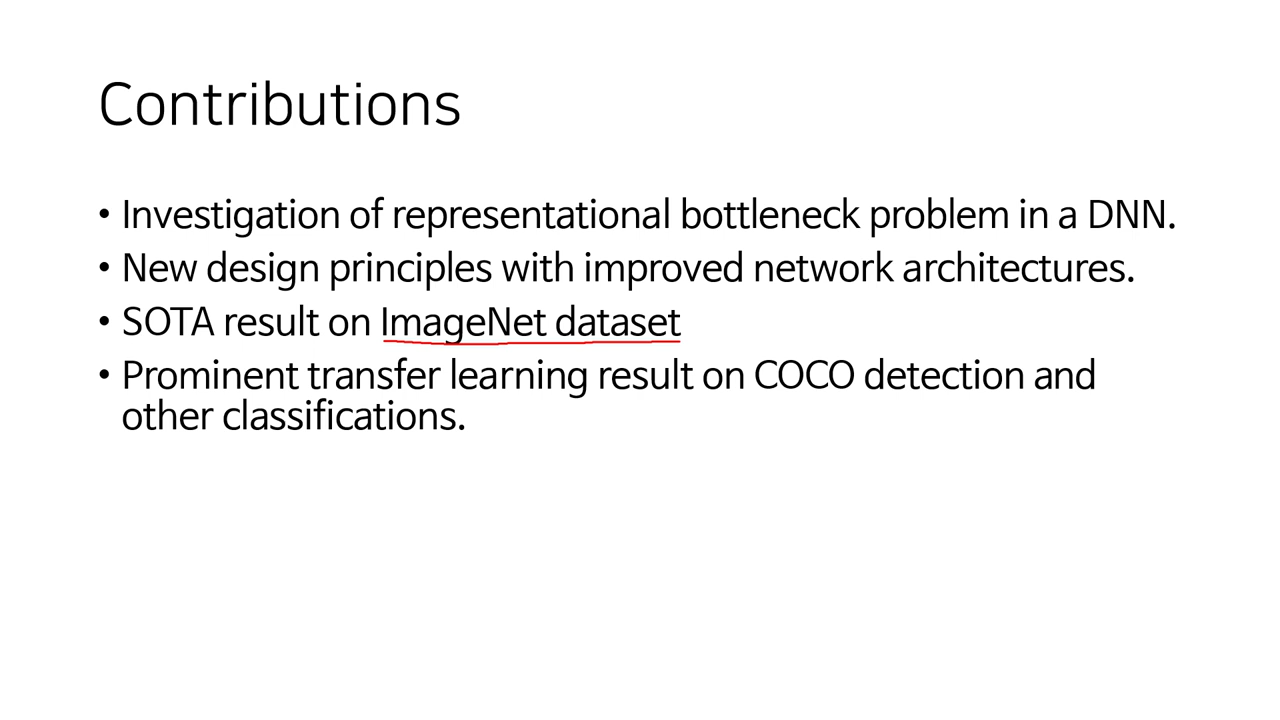 Contributions
• Investigation of representational bottleneck problem in a DNN.
• New design principles with improved network architectures.
• SOTA result on ImageNet dataset
• Prominent transfer learning result on COCO detection and
other classifications.